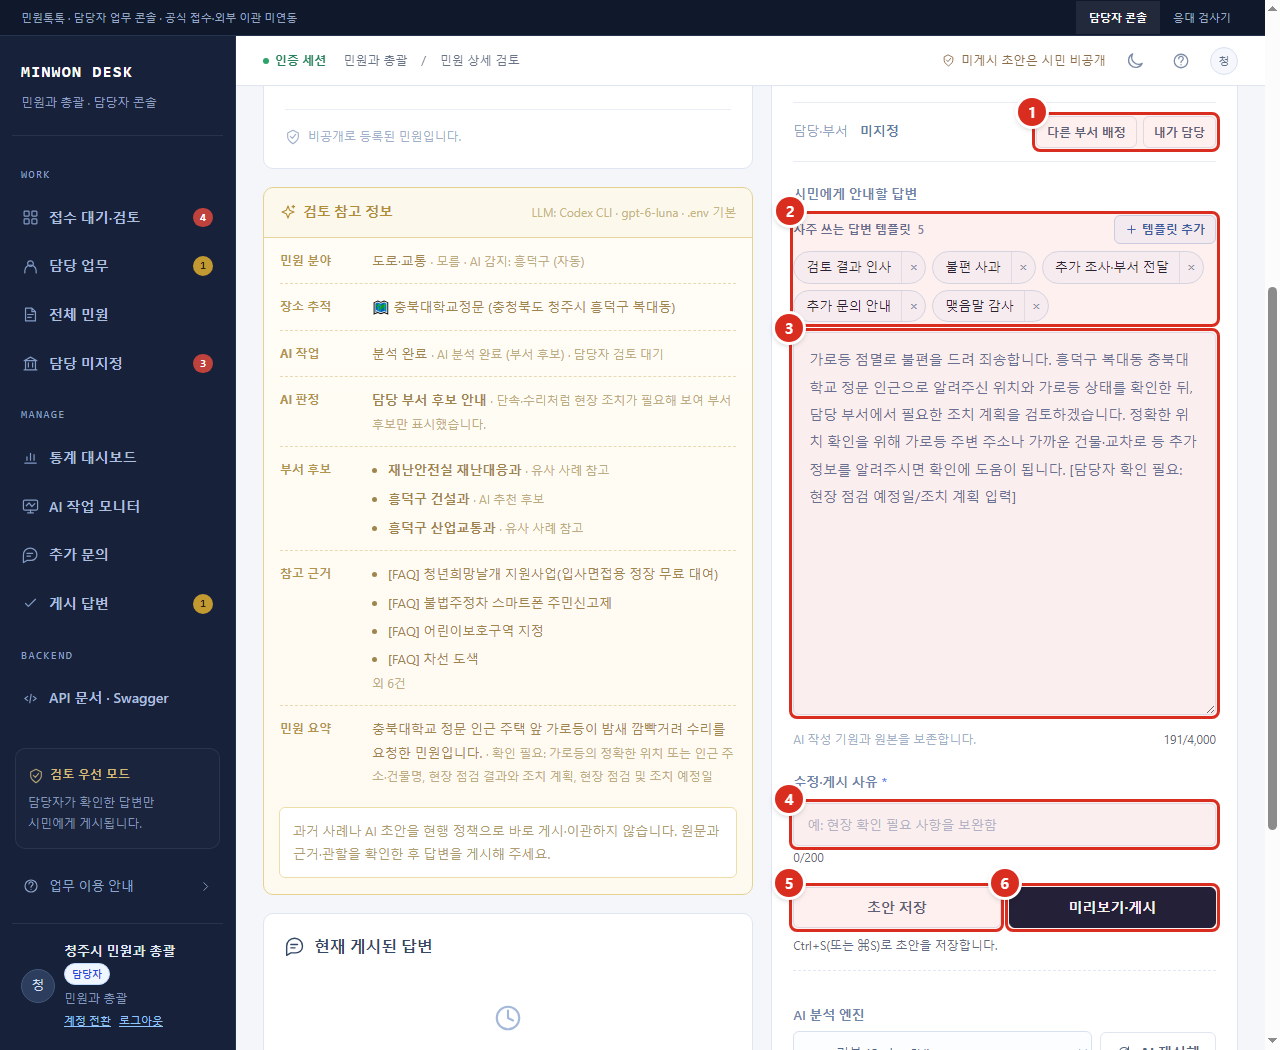 민원톡톡 · 담당자 업무 콘솔 · 공식 접수·외부 이관 미연동
담당자 콘솔
응대 검사기
MINWON DESK
민원과 총괄 · 담당자 콘솔
WORK
접수 대기·검토 4
담당 업무 1
전체 민원
담당 미지정 3
MANAGE
통계 대시보드
AI 작업 모니터
추가 문의
게시 답변 1
BACKEND
API 문서 · Swagger
검토 우선 모드
담당자가 확인한 답변만
시민에게 게시됩니다.
업무 이용 안내
청주시 민원과 총괄
청
담당자
민원과 총괄
계정 전환 로그아웃
인증 세션 민원과 총괄 / 민원 상세 검토
미게시 초안은 시민 비공개
청
비공개로 등록된 민원입니다.
검토 참고 정보
LLM: Codex CLI · gpt-6-luna · .env 기본
민원 분야 도로·교통 · 모름 · AI 감지: 흥덕구 (자동)
장소 추적 충북대학교정문 (충청북도 청주시 흥덕구 복대동)
AI 작업 분석 완료 · AI 분석 완료 (부서 후보) · 담당자 검토 대기
AI 판정 담당 부서 후보 안내 · 단속·수리처럼 현장 조치가 필요해 보여 부서
후보만 표시했습니다.
부서 후보
재난안전실 재난대응과 · 유사 사례 참고
흥덕구 건설과 · AI 추천 후보
흥덕구 산업교통과 · 유사 사례 참고
참고 근거
[FAQ] 청년희망날개 지원사업(입사면접용 정장 무료 대여)
[FAQ] 불법주정차 스마트폰 주민신고제
[FAQ] 어린이보호구역 지정
[FAQ] 차선 도색
외 6건
민원 요약 충북대학교 정문 인근 주택 앞 가로등이 밤새 깜빡거려 수리를
요청한 민원입니다. · 확인 필요: 가로등의 정확한 위치 또는 인근 주
소·건물명, 현장 점검 결과와 조치 계획, 현장 점검 및 조치 예정일
과거 사례나 AI 초안을 현행 정책으로 바로 게시·이관하지 않습니다. 원문과
근거·관할을 확인한 후 답변을 게시해 주세요.
현재 게시된 답변
1
담당·부서 미지정
다른 부서 배정
내가 담당
시민에게 안내할 답변
2
자주 쓰는 답변 템플릿 5
+ 템플릿 추가
검토 결과 인사 ×
불편 사과 ×
추가 조사·부서 전달 ×
추가 문의 안내 ×
맺음말 감사 ×
3
가로등 점멸로 불편을 드려 죄송합니다. 흥덕구 복대동 충북대
학교 정문 인근으로 알려주신 위치와 가로등 상태를 확인한 뒤,
담당 부서에서 필요한 조치 계획을 검토하겠습니다. 정확한 위
치 확인을 위해 가로등 주변 주소나 가까운 건물·교차로 등 추가
정보를 알려주시면 확인에 도움이 됩니다. [담당자 확인 필요:
현장 점검 예정일/조치 계획 입력]
AI 작성 기원과 원본을 보존합니다.
191/4,000
수정·게시 사유 *
4
예: 현장 확인 필요 사항을 보완함
0/200
5
초안 저장
6
미리보기·게시
Ctrl+S(또는 ⌘S)로 초안을 저장합니다.
AI 분석 엔진